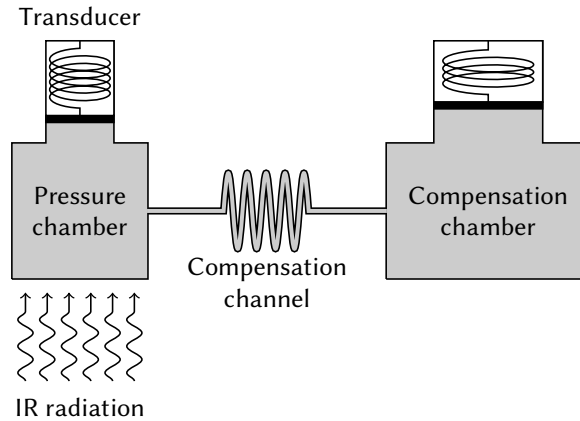 Transducer
Pressure
chamber
Compensation
chamber
Compensation
channel
IR radiation